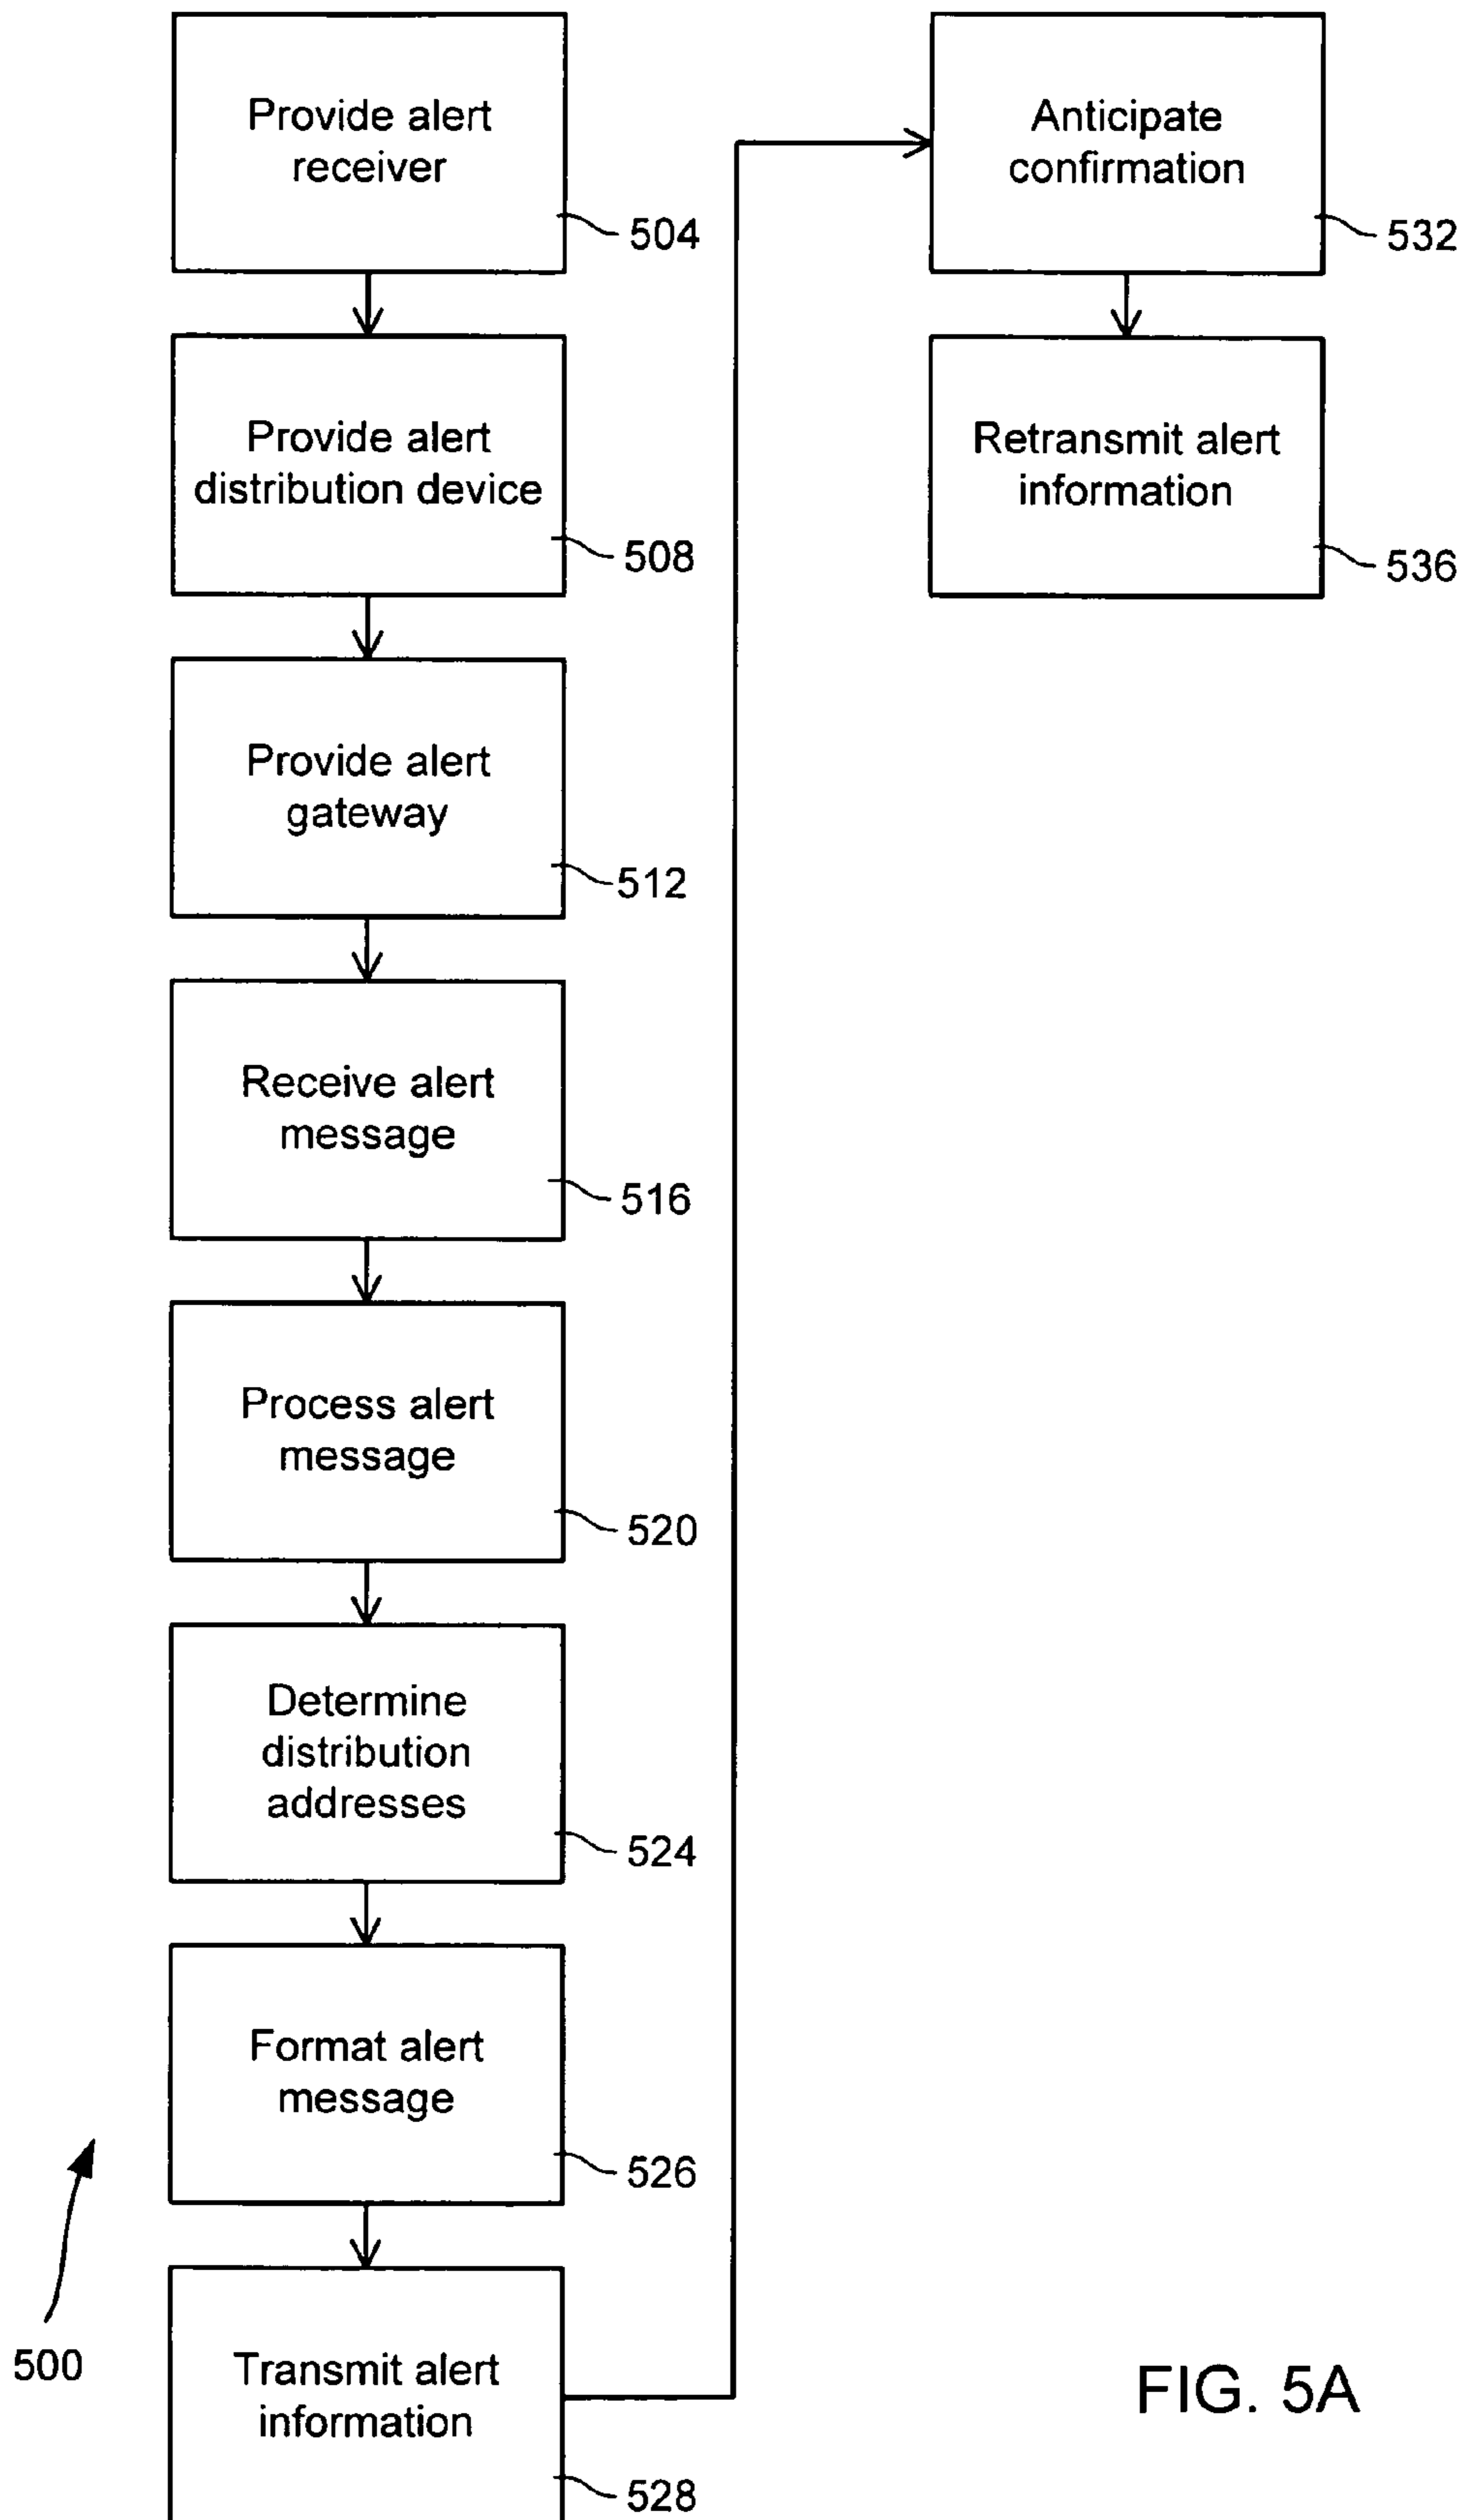 Provide alert
receiver
504
Provide alert
distribution device
508
Provide alert
gateway
512
Receive alert
message
516
Process alert
message
520
Determine
distribution
addresses
524
Format alert
message
526
Transmit alert
information
528
500
Anticipate
confirmation
532
Retransmit alert
information
536
FIG. 5A